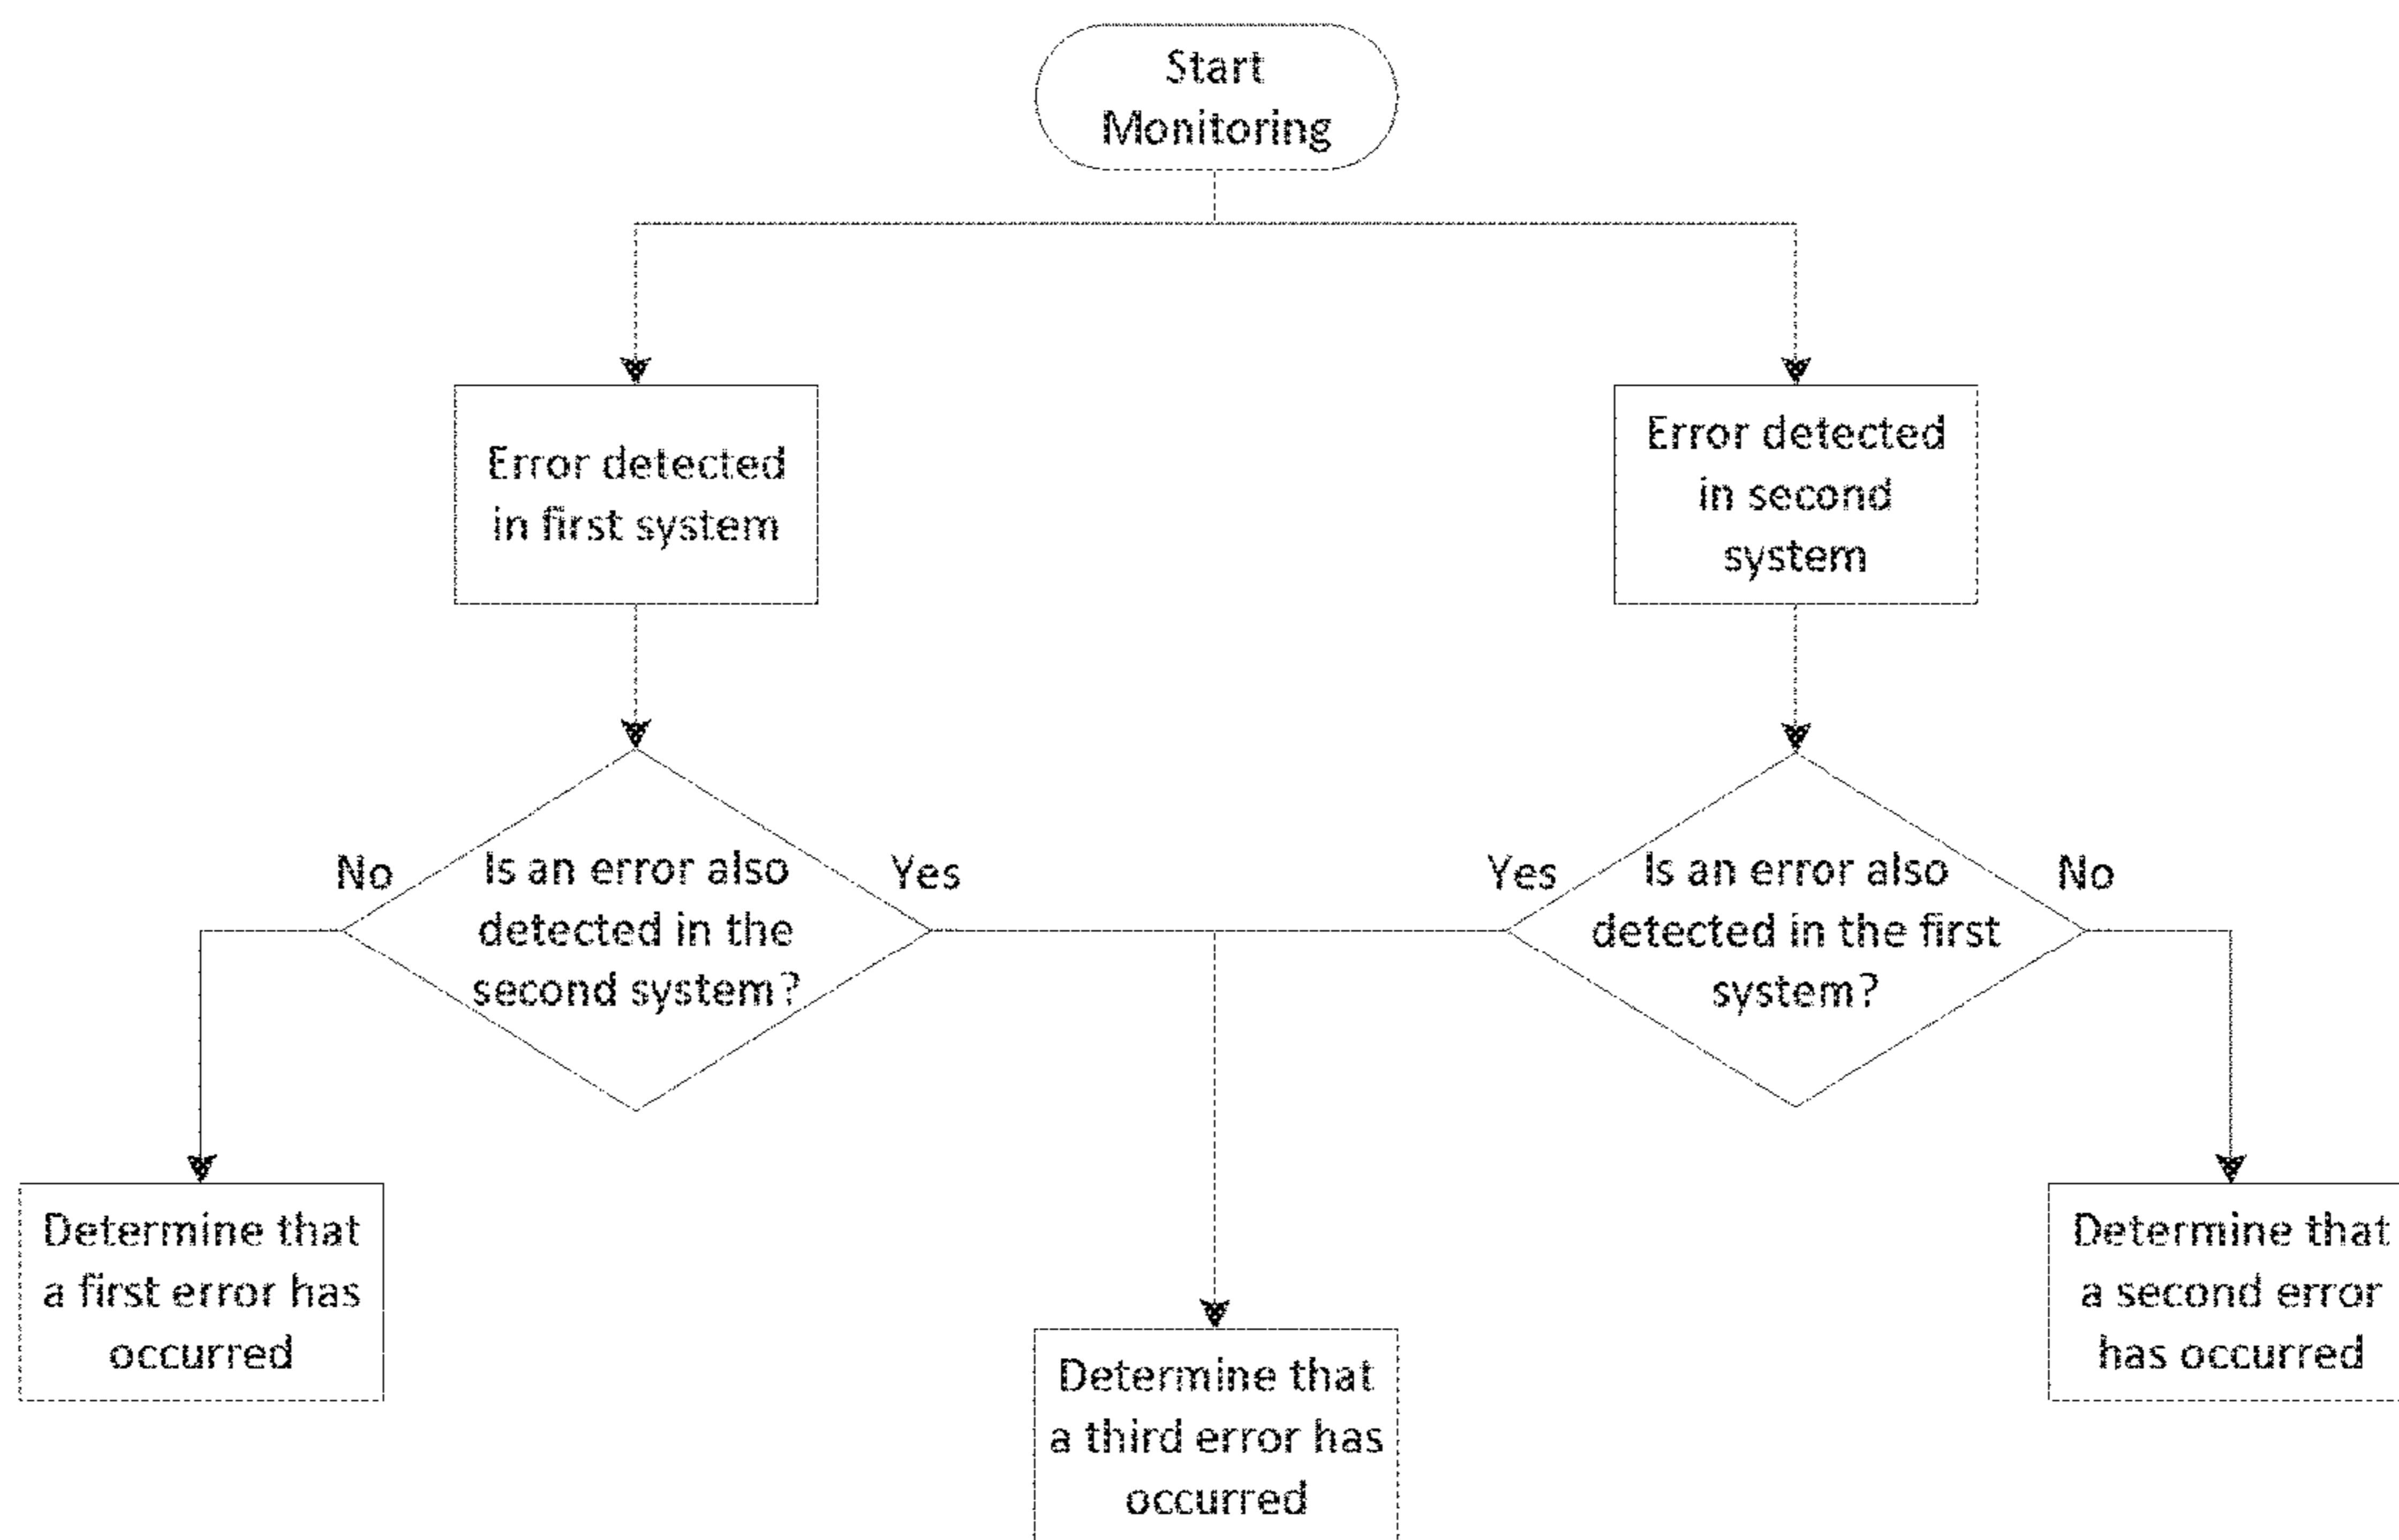 Start
Monitoring
Error detected
in first system
Error detected
in second
system
No
Is an error also
detected in the
second system?
Yes
Yes
Is an error also
detected in the first
system?
No
Determine that
a first error has
occurred
Determine that
a third error has
occurred
Determine that
a second error
has occurred